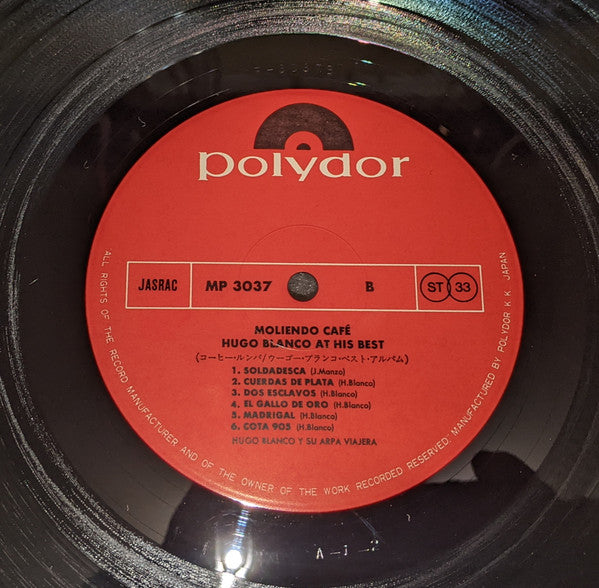 polydor
JASRAC MP 3037 B ST 33
MOLIENDO CAFÉ
HUGO BLANCO AT HIS BEST
(コーヒー・ルンバ/ウーゴー・ブランコ・ベスト・アルバム)
1. SOLDADESCA (J.Manzo)
2. CUERDAS DE PLATA (H.Blanco)
3. DOS ESCLAVOS (H.Blanco)
4. EL GALLO DE ORO (H.Blanco)
5. MADRIGAL (H.Blanco)
6. COTA 905 (H.Blanco)
HUGO BLANCO Y SU ARPA VIAJERA
ALL RIGHTS OF THE RECORD MANUFACTURER AND OF THE OWNER OF THE WORK RECORDED RESERVED. MANUFACTURED BY POLYDOR K.K. JAPAN
A-1-2